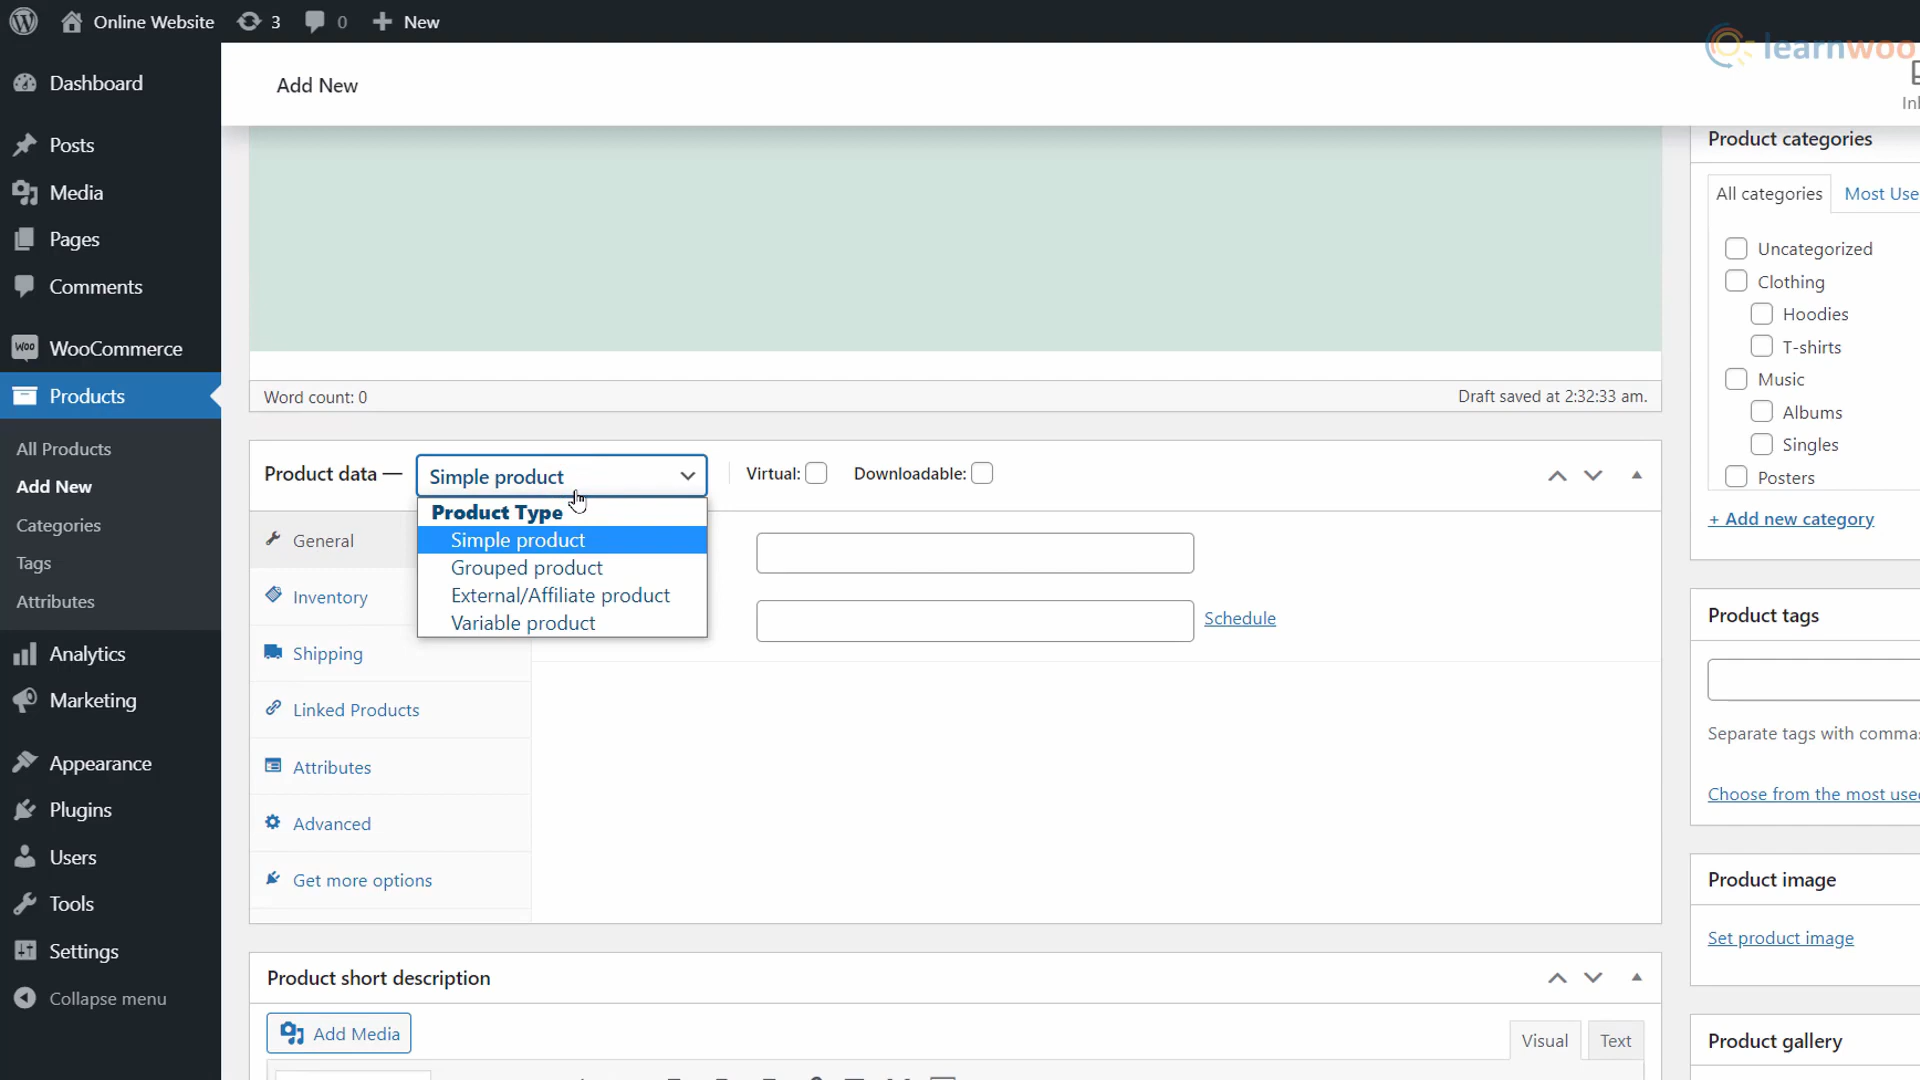 Online Website 3 0 New
learnwoo
Dashboard
Posts
Media
Pages
Comments
WooCommerce
Products
All Products
Add New
Categories
Tags
Attributes
Analytics
Marketing
Appearance
Plugins
Users
Tools
Settings
Collapse menu
Add New
Word count: 0
Draft saved at 2:32:33 am.
Product data — Simple product Virtual: Downloadable:
Product Type
Simple product
Grouped product
External/Affiliate product
Variable product
General
Inventory
Shipping
Linked Products
Attributes
Advanced
Get more options
Schedule
Product short description
Add Media
Visual Text
Product categories
All categories Most Use
Uncategorized
Clothing
Hoodies
T-shirts
Music
Albums
Singles
Posters
+ Add new category
Product tags
Separate tags with commas
Choose from the most used
Product image
Set product image
Product gallery